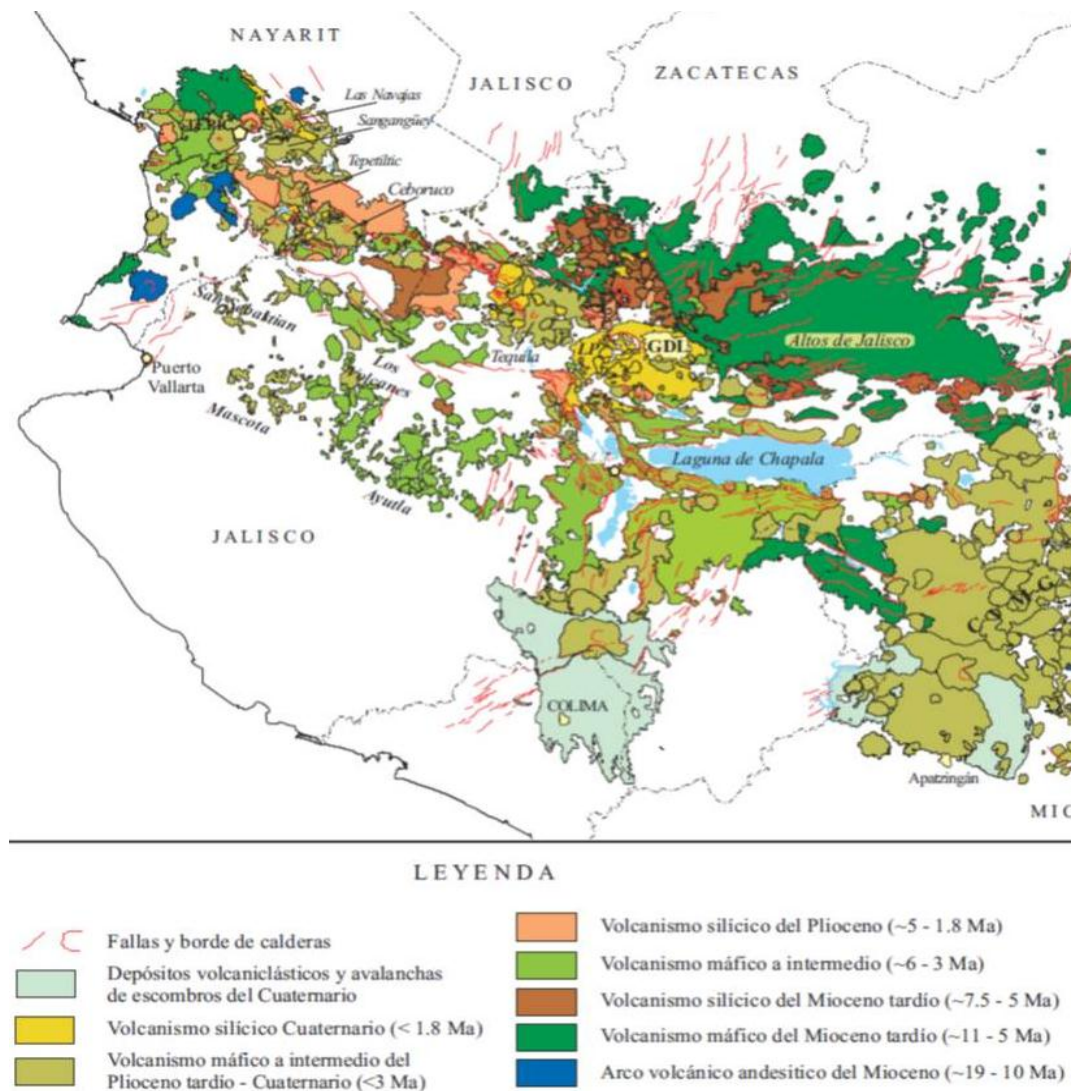 NAYARIT
JALISCO
ZACATECAS
Las Navajas
TEPIC
Sangangüey
Tepetiltic
Ceboruco
San Sebastian
Altos de Jalisco
GDL
LP
Tequila
Puerto
Vallarta
Los
Volcanes
Mascota
Laguna de Chapala
Ayutla
JALISCO
COLIMA
Apatzingán
MIC
LEYENDA
Fallas y borde de calderas
Depósitos volcaniclásticos y avalanchas
de escombros del Cuaternario
Volcanismo silícico Cuaternario (< 1.8 Ma)
Volcanismo máfico a intermedio del
Plioceno tardío - Cuaternario (<3 Ma)
Volcanismo silícico del Plioceno (~5 - 1.8 Ma)
Volcanismo máfico a intermedio (~6 - 3 Ma)
Volcanismo silícico del Mioceno tardío (~7.5 - 5 Ma)
Volcanismo máfico del Mioceno tardío (~11 - 5 Ma)
Arco volcánico andesitico del Mioceno (~19 - 10 Ma)